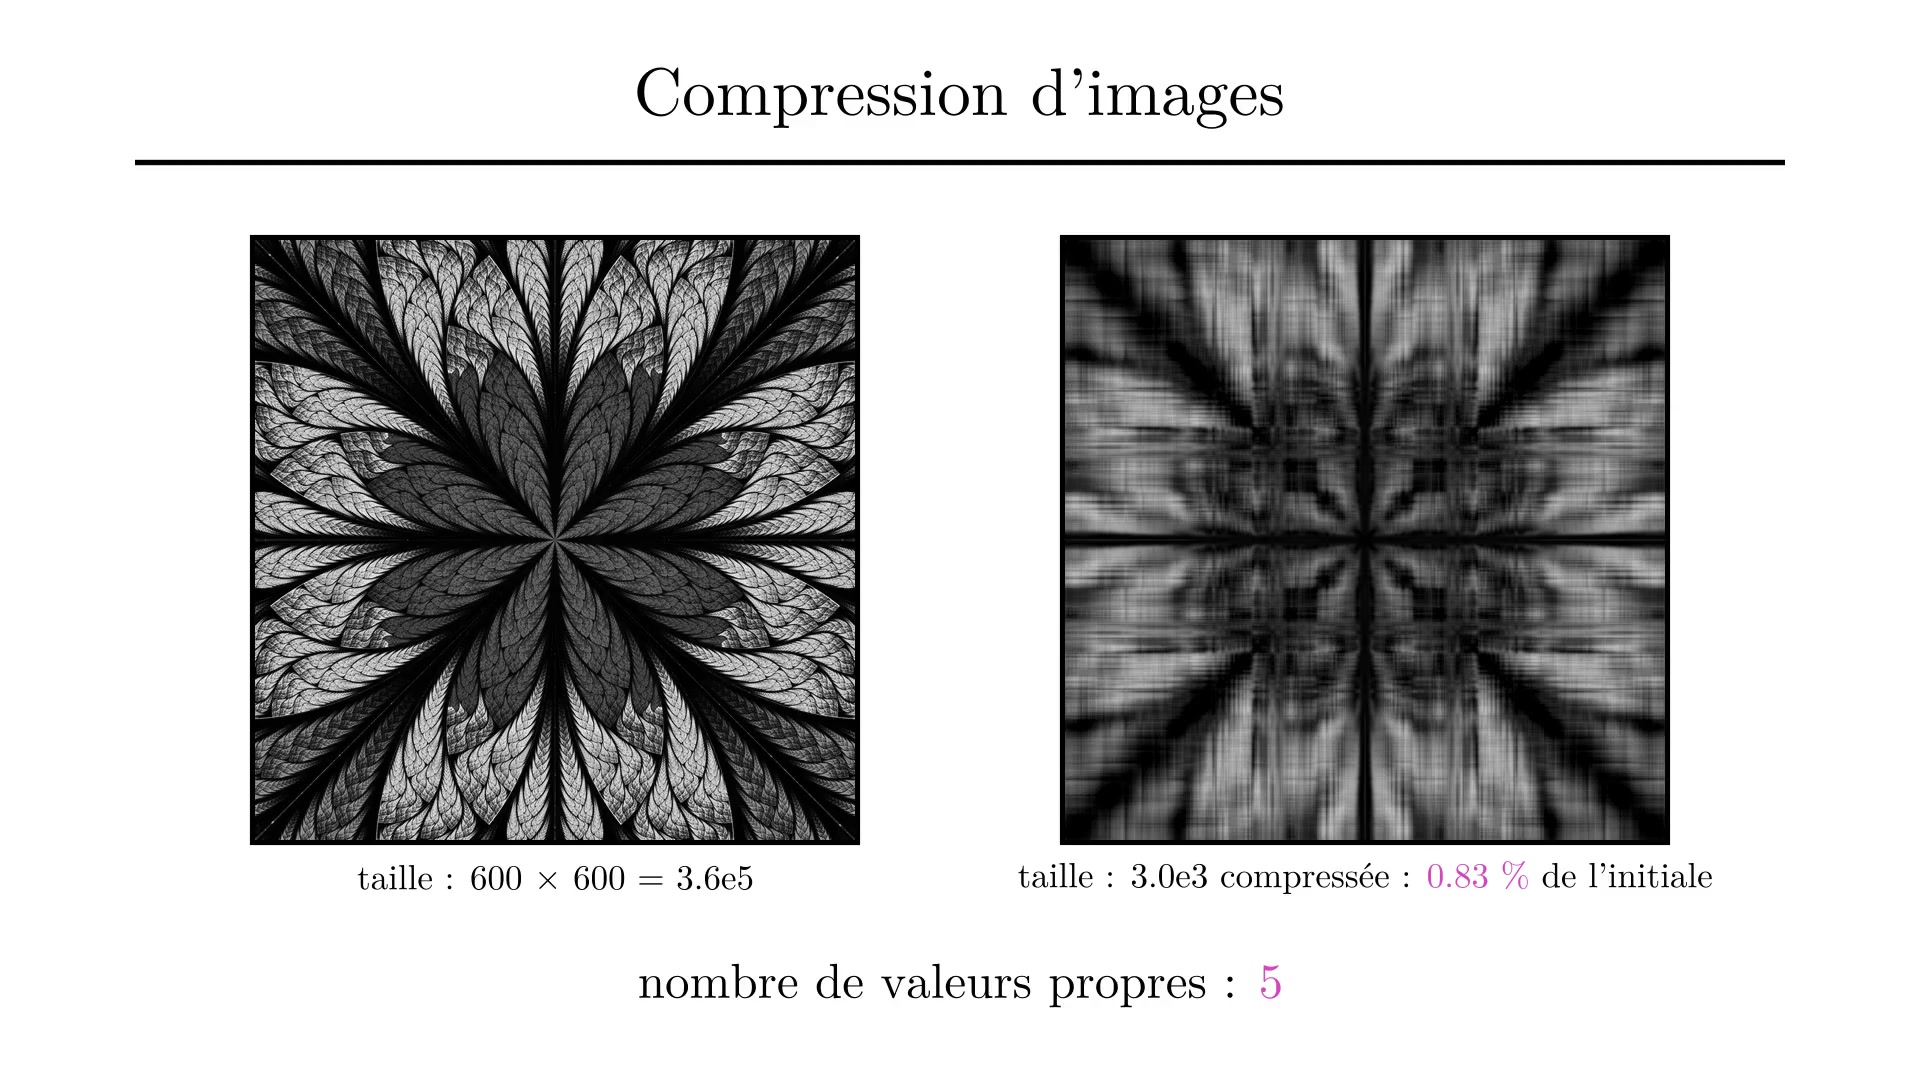 Compression d'images
taille : 600 × 600 = 3.6e5
taille : 3.0e3 compressée : 0.83 % de l'initiale
nombre de valeurs propres : 5